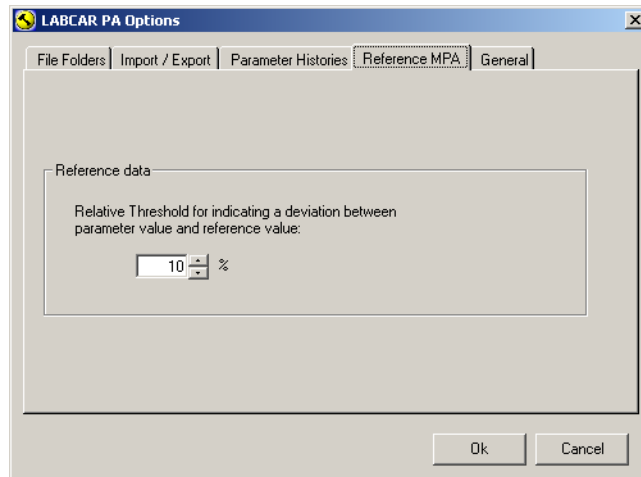 LABCAR PA Options
File Folders Import / Export Parameter Histories Reference MPA General
Reference data
Relative Threshold for indicating a deviation between
parameter value and reference value:
10 %
Ok Cancel